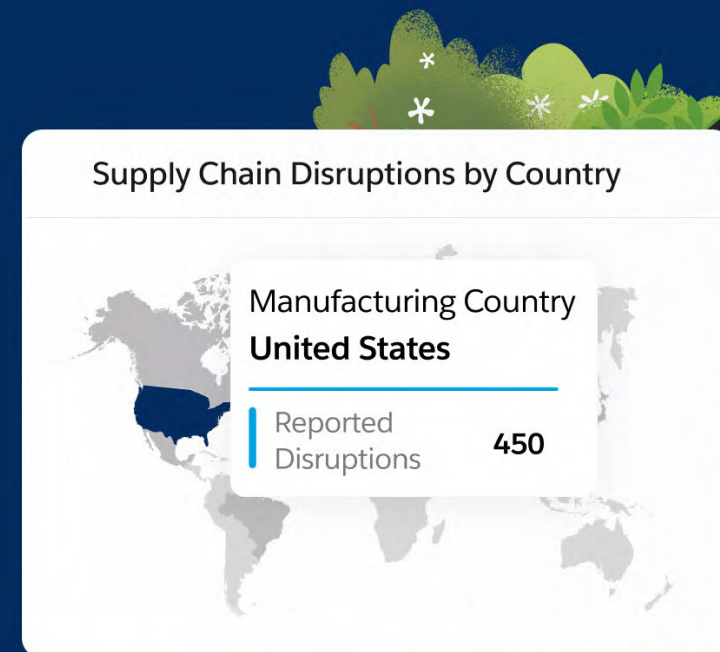 Supply Chain Disruptions by Country
Manufacturing Country
United States
Reported
Disruptions
450